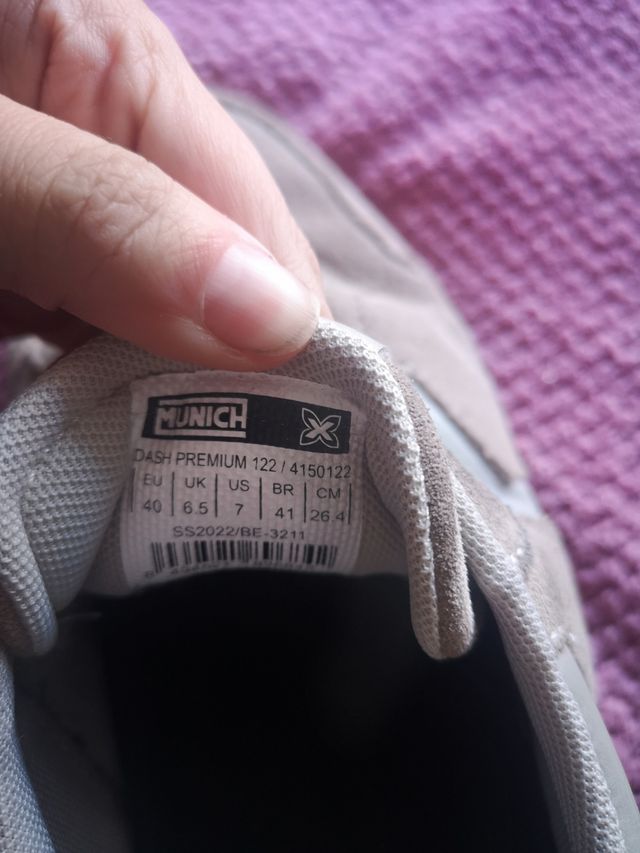 MUNICH
DASH PREMIUM 122 / 4150122
EU UK US BR CM
40 6.5 7 41 26.4
SS2022/BE-3211